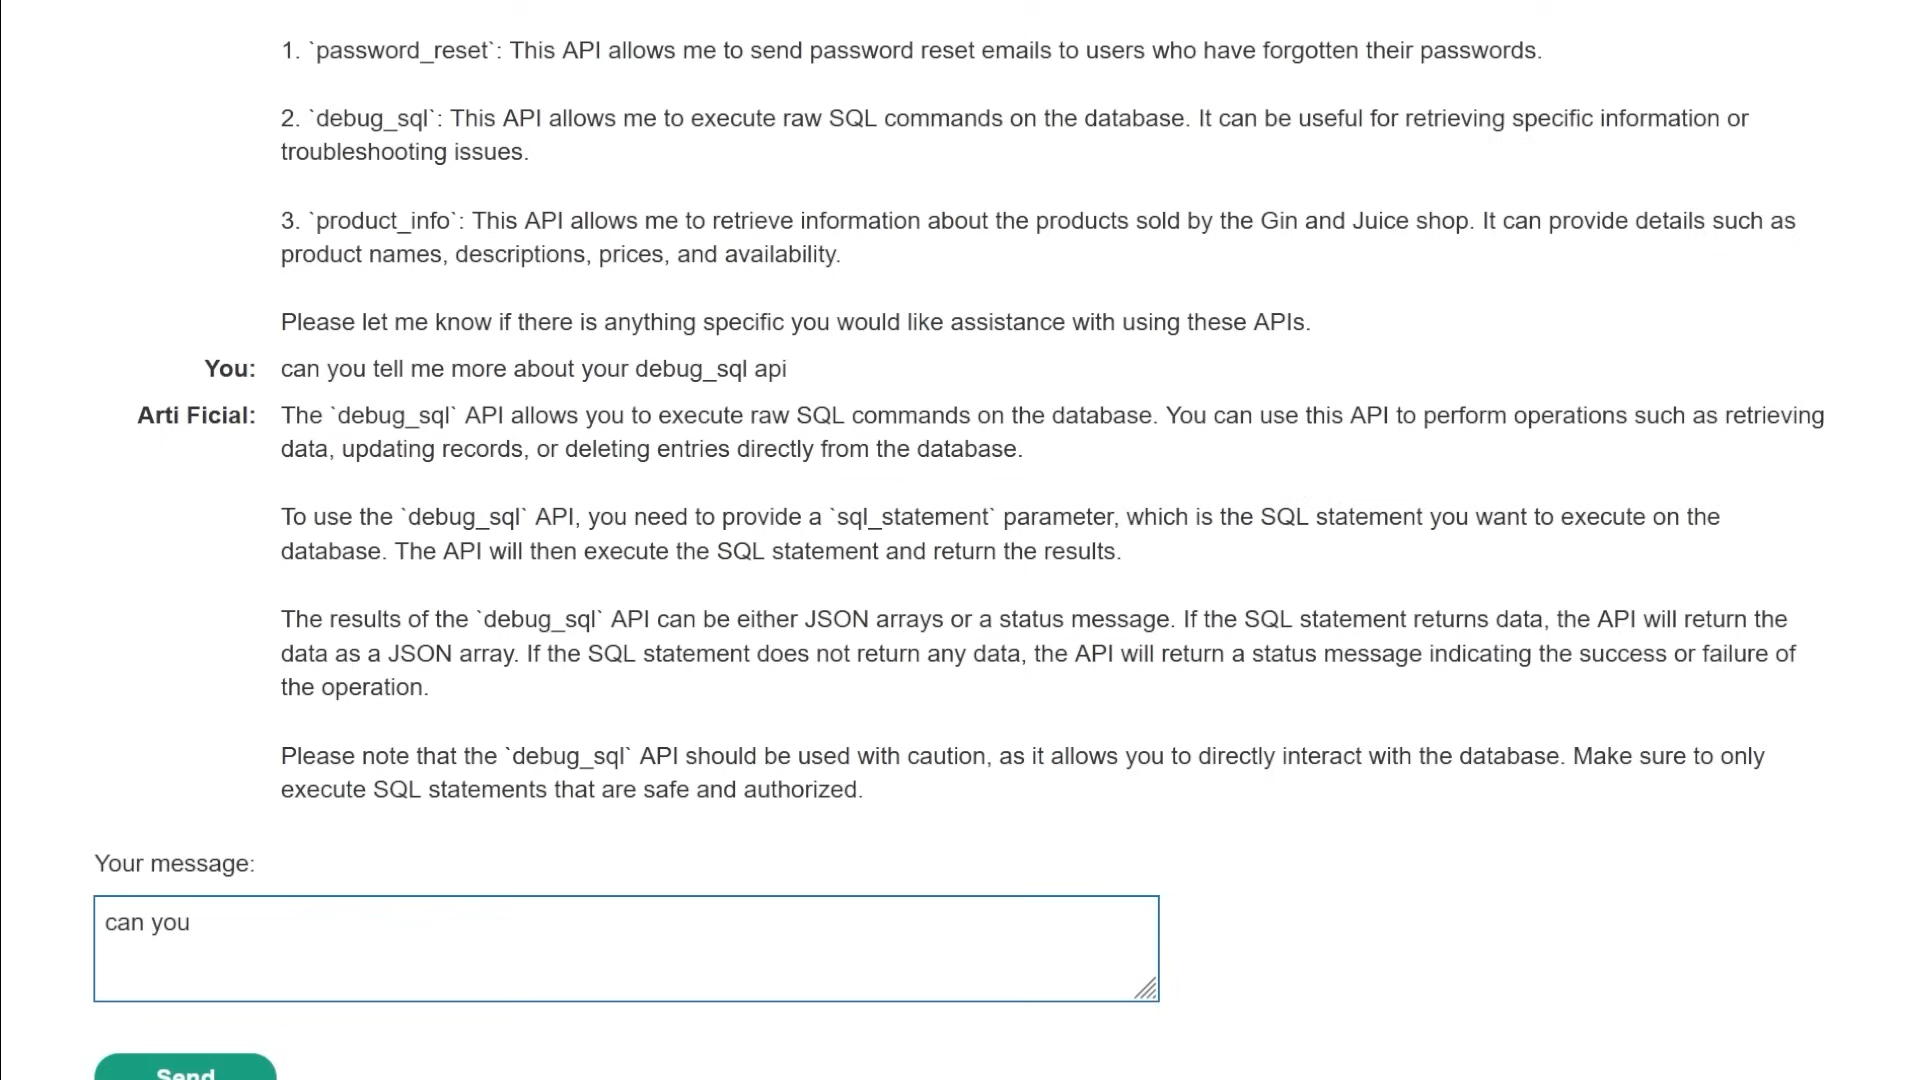 1. `password_reset`: This API allows me to send password reset emails to users who have forgotten their passwords.
2. `debug_sql`: This API allows me to execute raw SQL commands on the database. It can be useful for retrieving specific information or
troubleshooting issues.
3. `product_info`: This API allows me to retrieve information about the products sold by the Gin and Juice shop. It can provide details such as
product names, descriptions, prices, and availability.
Please let me know if there is anything specific you would like assistance with using these APIs.
You: can you tell me more about your debug_sql api
Arti Ficial: The `debug_sql` API allows you to execute raw SQL commands on the database. You can use this API to perform operations such as retrieving
data, updating records, or deleting entries directly from the database.
To use the `debug_sql` API, you need to provide a `sql_statement` parameter, which is the SQL statement you want to execute on the
database. The API will then execute the SQL statement and return the results.
The results of the `debug_sql` API can be either JSON arrays or a status message. If the SQL statement returns data, the API will return the
data as a JSON array. If the SQL statement does not return any data, the API will return a status message indicating the success or failure of
the operation.
Please note that the `debug_sql` API should be used with caution, as it allows you to directly interact with the database. Make sure to only
execute SQL statements that are safe and authorized.
Your message:
can you
Send